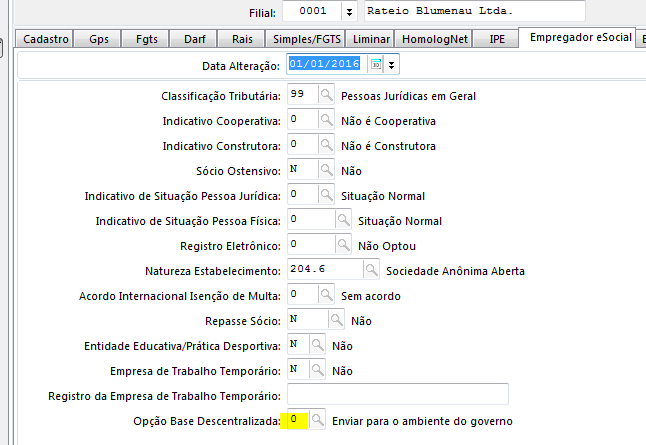 Filial: 0001 Rateio Blumenau Ltda.
Cadastro Gps Fgts Darf Rais Simples/FGTS Liminar HomologNet IPE Empregador eSocial E
Data Alteração: 01/01/2016
Classificação Tributária: 99 Pessoas Jurídicas em Geral
Indicativo Cooperativa: 0 Não é Cooperativa
Indicativo Construtora: 0 Não é Construtora
Sócio Ostensivo: N Não
Indicativo de Situação Pessoa Jurídica: 0 Situação Normal
Indicativo de Situação Pessoa Física: 0 Situação Normal
Registro Eletrônico: 0 Não Optou
Natureza Estabelecimento: 204.6 Sociedade Anônima Aberta
Acordo Internacional Isenção de Multa: 0 Sem acordo
Repasse Sócio: N Não
Entidade Educativa/Prática Desportiva: N Não
Empresa de Trabalho Temporário: N Não
Registro da Empresa de Trabalho Temporário:
Opção Base Descentralizada: 0 Enviar para o ambiente do governo